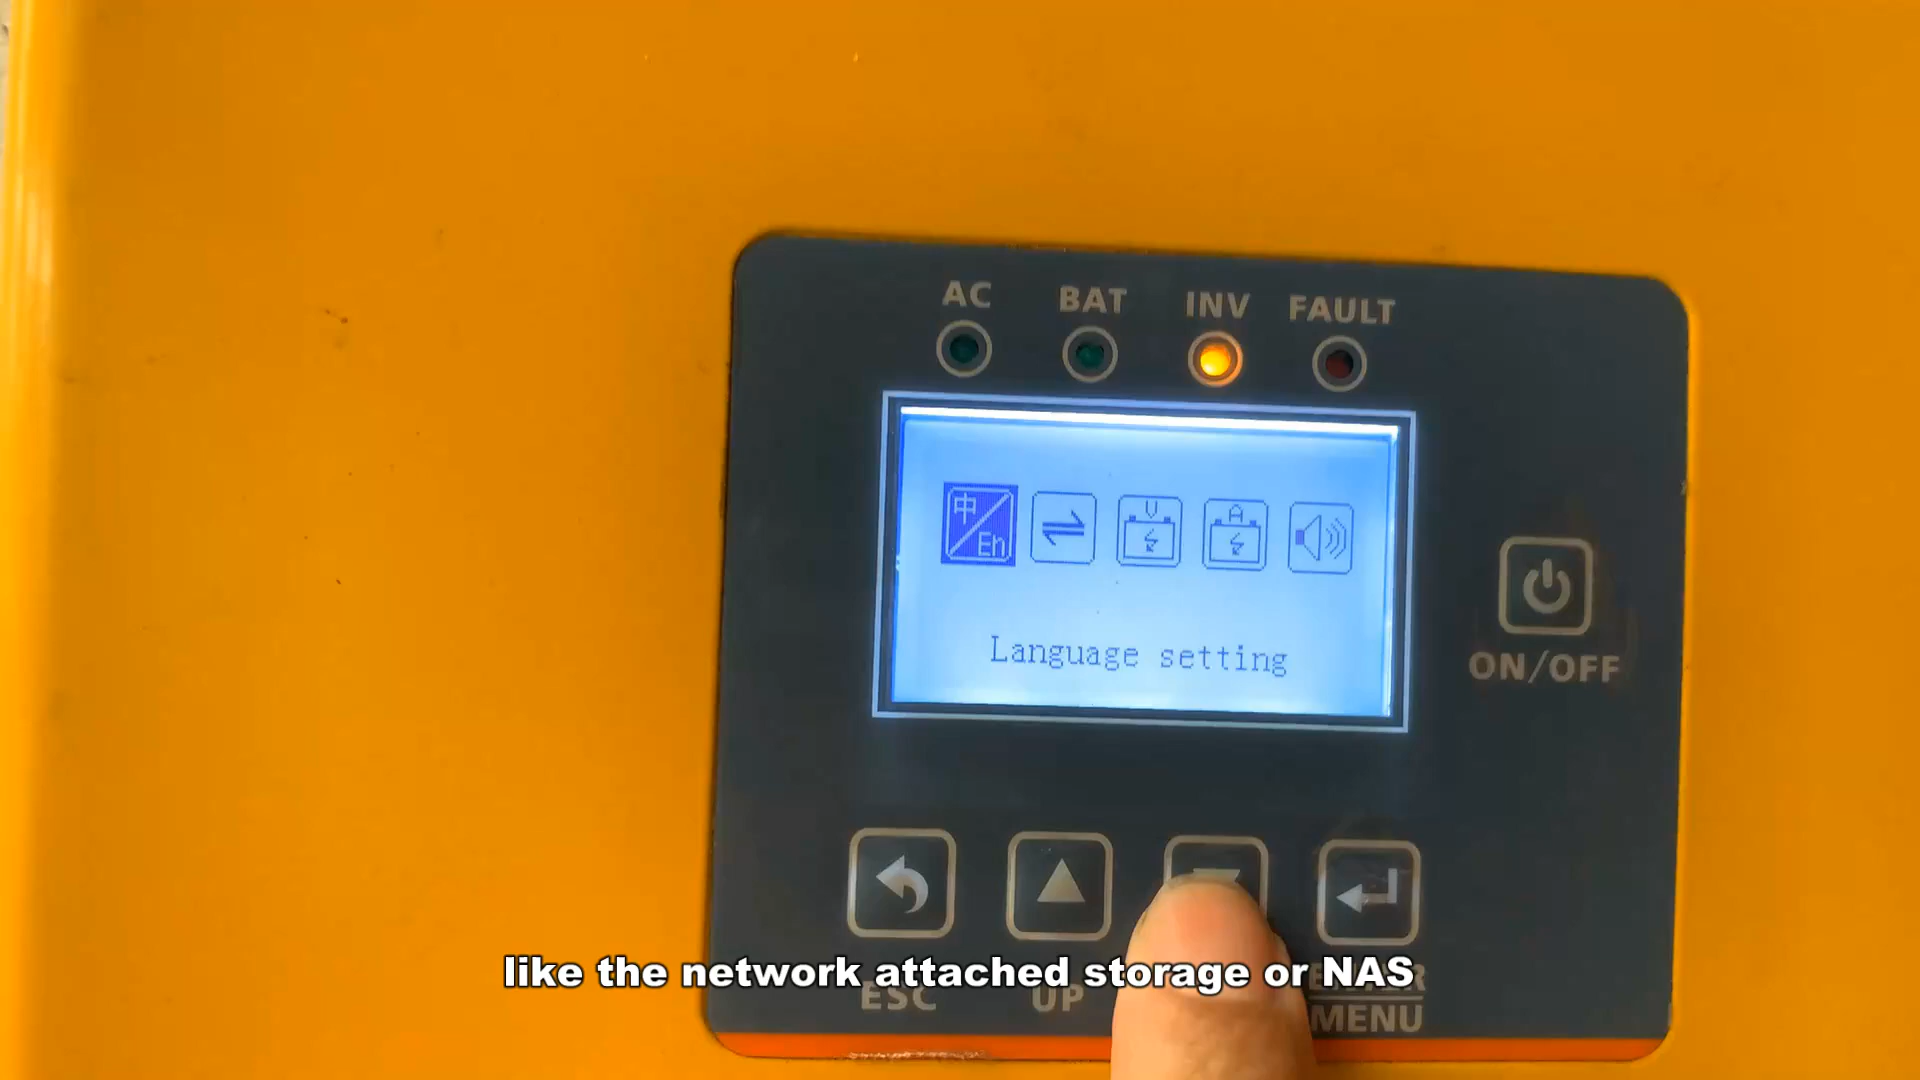 AC BAT INV FAULT
中 En V A
Language setting
ON/OFF
like the network attached storage or NAS
ESC UP
MENU